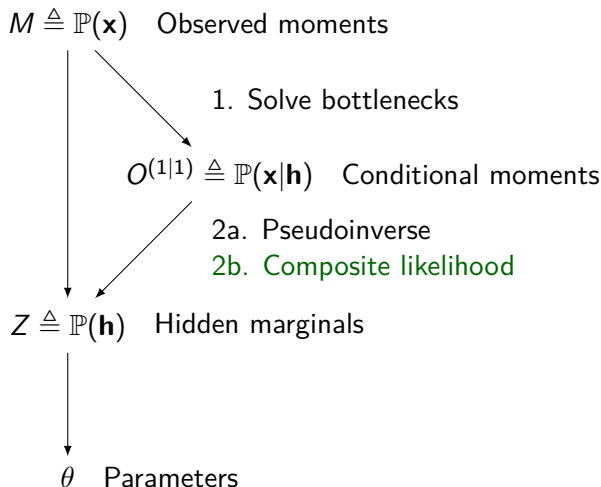 M ≜ ℙ(𝐱) Observed moments
1. Solve bottlenecks
O^(1|1) ≜ ℙ(𝐱|𝐡) Conditional moments
2a. Pseudoinverse
2b. Composite likelihood
Z ≜ ℙ(𝐡) Hidden marginals
θ Parameters